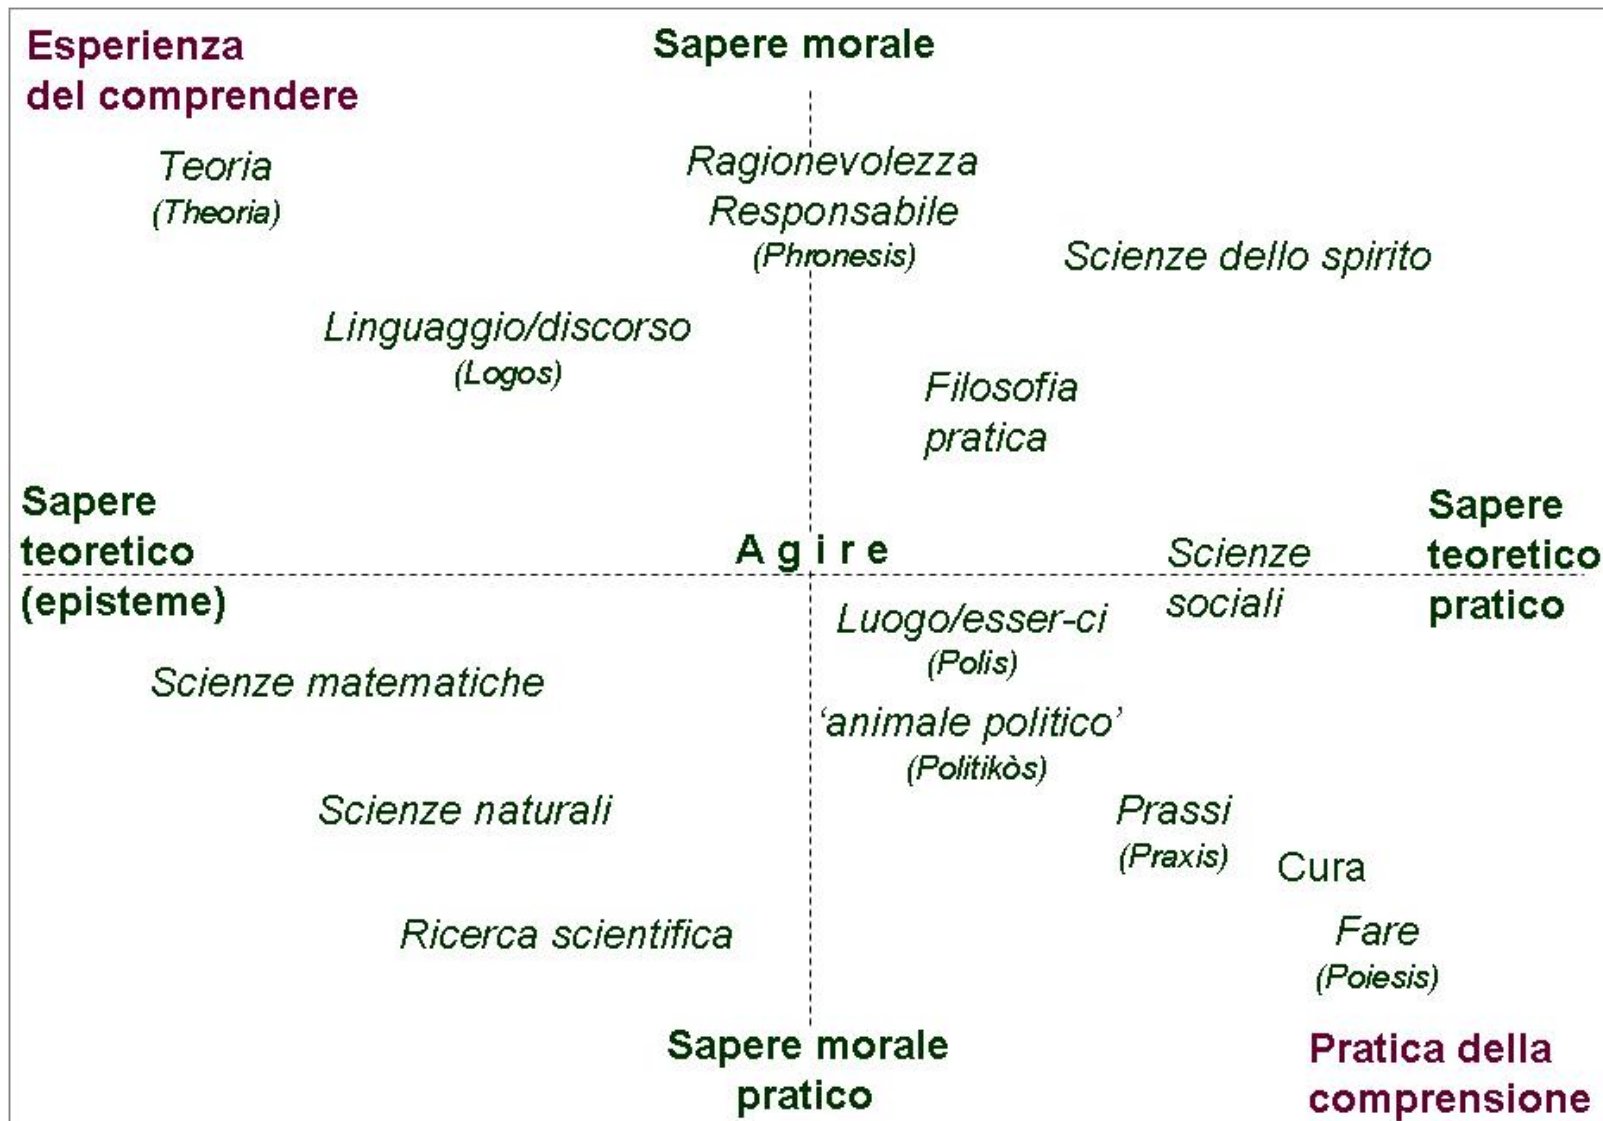 Esperienza
del comprendere
Sapere morale
Teoria
(Theoria)
Ragionevolezza
Responsabile
(Phronesis)
Scienze dello spirito
Linguaggio/discorso
(Logos)
Filosofia
pratica
Sapere
teoretico
(episteme)
A g i r e
Scienze
sociali
Sapere
teoretico
pratico
Luogo/esser-ci
(Polis)
Scienze matematiche
‘animale politico’
(Politikòs)
Scienze naturali
Prassi
(Praxis)
Cura
Ricerca scientifica
Fare
(Poiesis)
Sapere morale
pratico
Pratica della
comprensione